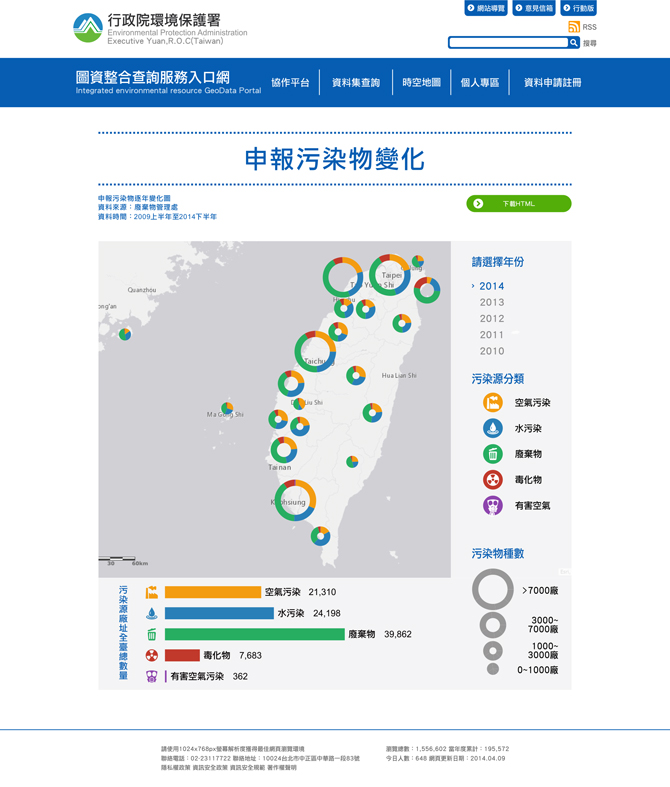 網站導覽 意見信箱 行動版
行政院環境保護署
Environmental Protection Administration
Executive Yuan,R.O.C(Taiwan)
RSS
搜尋
圖資整合查詢服務入口網
Integrated environmental resource GeoData Portal
協作平台 資料集查詢 時空地圖 個人專區 資料申請註冊
申報污染物變化
申報污染物逐年變化圖
資料來源：廢棄物管理處
資料時間：2009上半年至2014下半年
下載HTML
Quanzhou
Taipei
Taichung
Hua Lian Shi
Ma Gong Shi
Tainan
30 60km
請選擇年份
2014
2013
2012
2011
2010
污染源分類
空氣污染
水污染
廢棄物
毒化物
有害空氣
污染物種數
>7000廠
3000~
7000廠
1000~
3000廠
0~1000廠
污染源廠址全臺總數量
空氣污染 21,310
水污染 24,198
廢棄物 39,862
毒化物 7,683
有害空氣污染 362
請使用1024x768px螢幕解析度獲得最佳網頁瀏覽環境
聯絡電話：02-23117722 聯絡地址：10024台北市中正區中華路一段83號
隱私權政策 資訊安全政策 資訊安全規範 著作權聲明
瀏覽總數：1,556,602 當年度累計：195,572
今日人數：648 網頁更新日期：2014.04.09